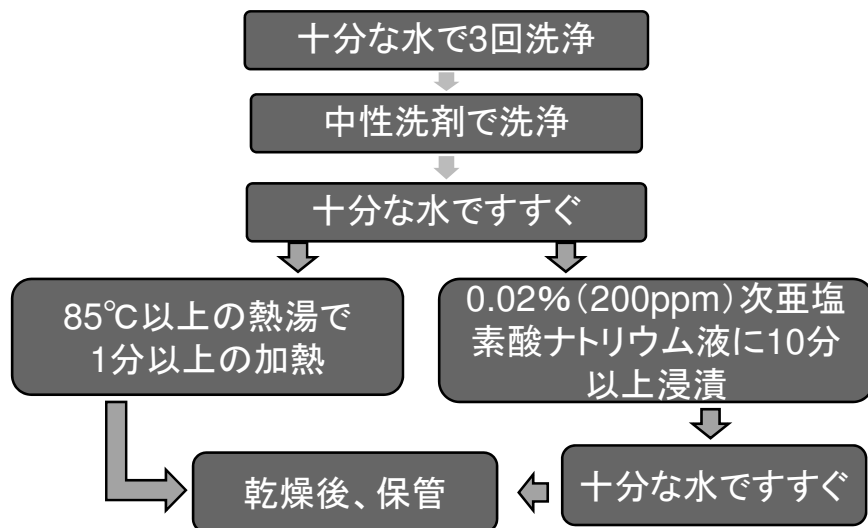 十分な水で3回洗浄
中性洗剤で洗浄
十分な水ですすぐ
85℃以上の熱湯で
1分以上の加熱
0.02%(200ppm)次亜塩
素酸ナトリウム液に10分
以上浸漬
十分な水ですすぐ
乾燥後、保管